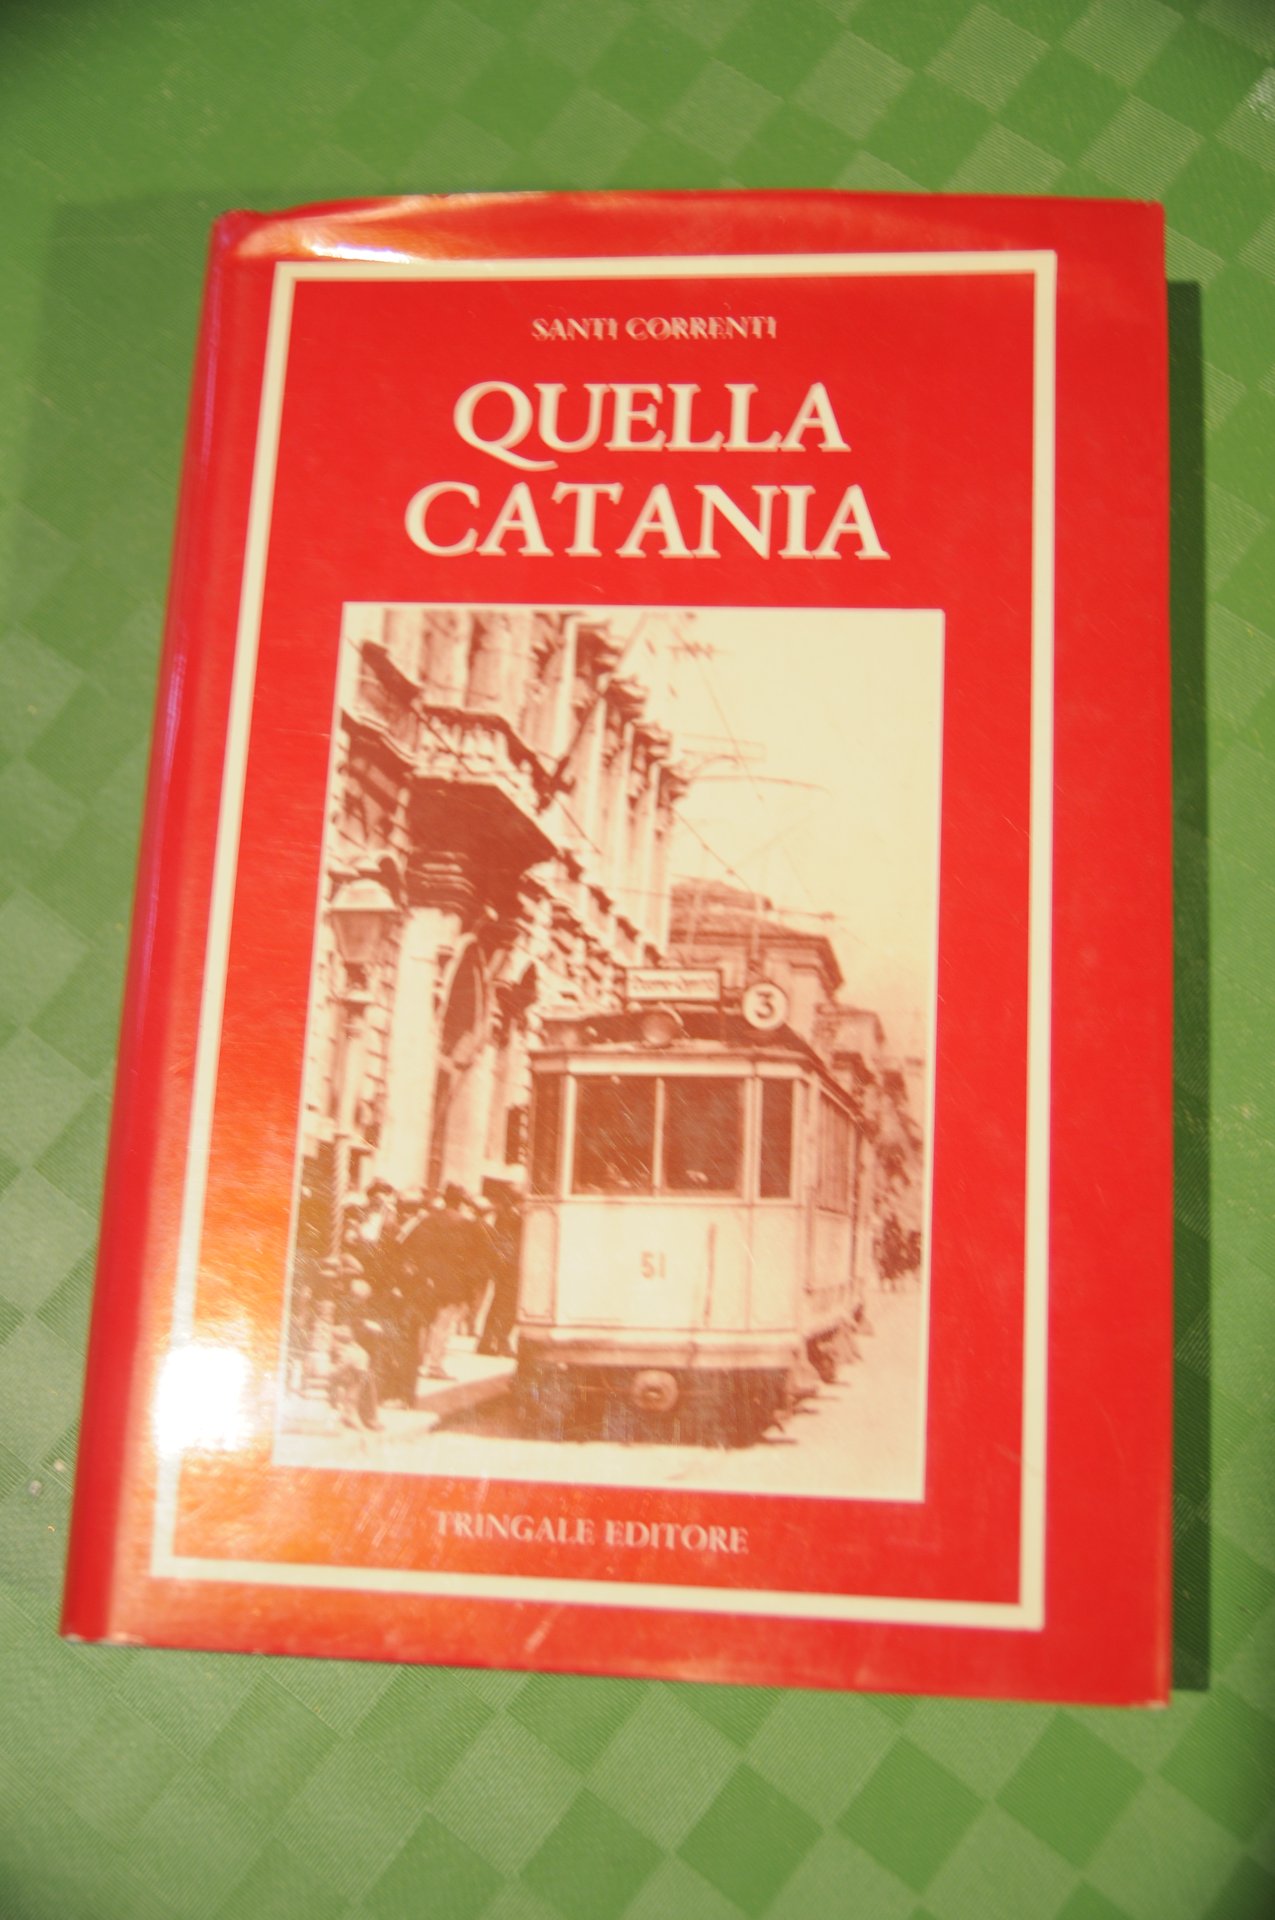 SANTI CORRENTI
QUELLA
CATANIA
3
51
TRINGALE EDITORE